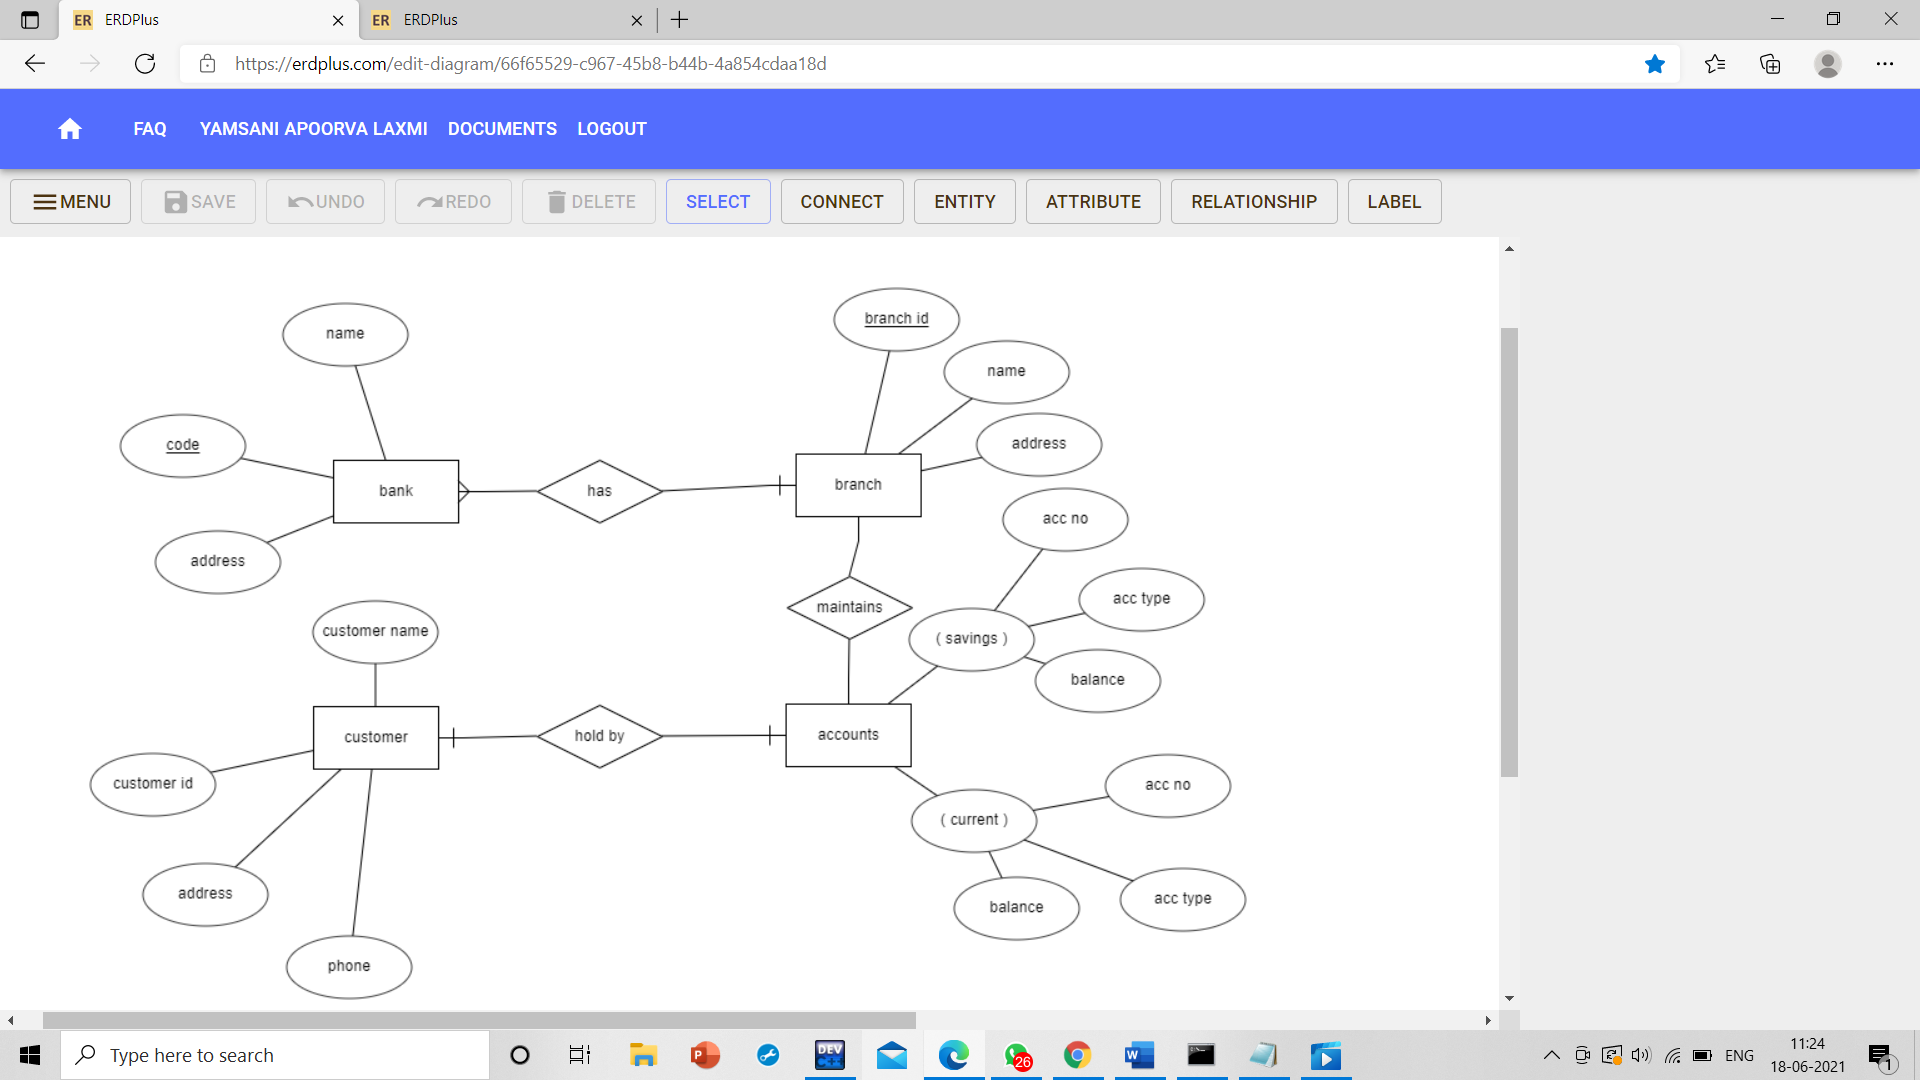 ER ERDPlus
ER ERDPlus
https://erdplus.com/edit-diagram/66f65529-c967-45b8-b44b-4a854cdaa18d
FAQ YAMSANI APOORVA LAXMI DOCUMENTS LOGOUT
MENU SAVE UNDO REDO DELETE SELECT CONNECT ENTITY ATTRIBUTE RELATIONSHIP LABEL
branch id
name
name
address
code
bank
has
branch
acc no
address
acc type
maintains
customer name
( savings )
balance
customer
hold by
accounts
customer id
acc no
( current )
address
acc type
balance
phone
Type here to search
DEV
C++
P
W
26
ENG
11:24
18-06-2021
1